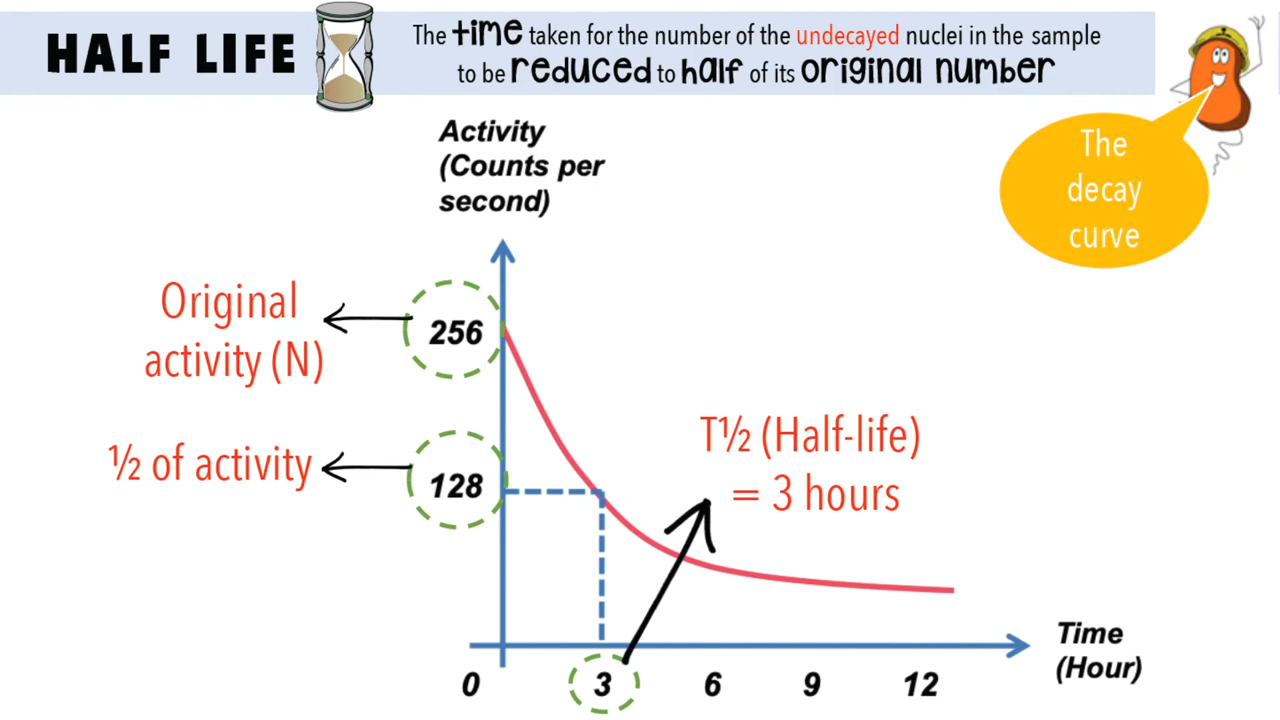 HALF LIFE
The time taken for the number of the undecayed nuclei in the sample
to be reduced to half of its original number
The
decay
curve
Activity
(Counts per
second)
Original
activity (N)
256
½ of activity
128
T½ (Half-life)
= 3 hours
0 3 6 9 12
Time
(Hour)